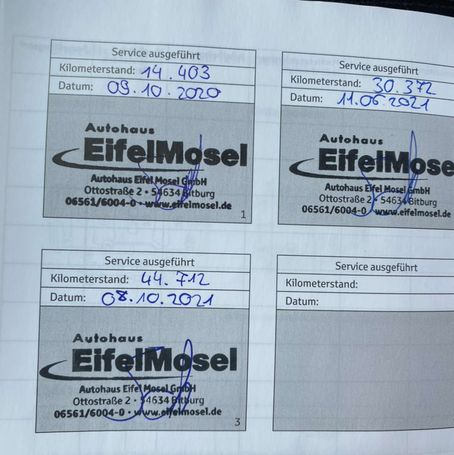 Service ausgeführt
Kilometerstand: 14.403
Datum: 09.10.2020
Autohaus
EifelMosel
Autohaus Eifel Mosel GmbH
Ottostraße 2 • 54634 Bitburg
06561/6004-0 • www.eifelmosel.de
1
Service ausgeführt
Kilometerstand: 30.372
Datum: 11.06.2021
Autohaus
EifelMosel
Autohaus Eifel Mosel GmbH
Ottostraße 2 • 54634 Bitburg
06561/6004-0 • www.eifelmosel.de
Service ausgeführt
Kilometerstand: 44.712
Datum: 08.10.2021
Autohaus
EifelMosel
Autohaus Eifel Mosel GmbH
Ottostraße 2 • 54634 Bitburg
06561/6004-0 • www.eifelmosel.de
3
Service ausgeführt
Kilometerstand:
Datum: